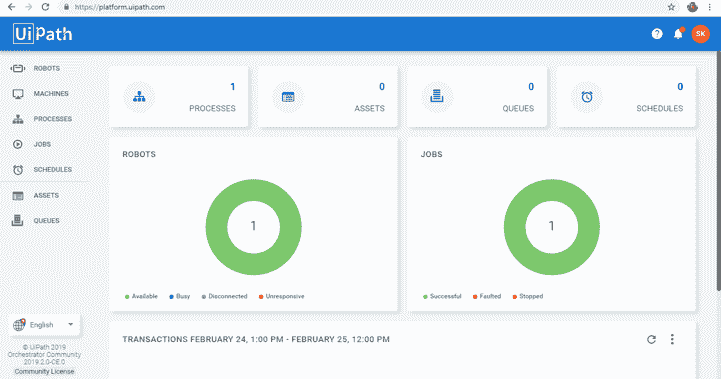 https://platform.uipath.com
UiPath
SK
ROBOTS
MACHINES
PROCESSES
JOBS
SCHEDULES
ASSETS
QUEUES
English
© UiPath 2019
Orchestrator Community
2019.2.0-CE.0
Community License
1
PROCESSES
0
ASSETS
0
QUEUES
0
SCHEDULES
ROBOTS
1
Available Busy Disconnected Unresponsive
JOBS
1
Successful Faulted Stopped
TRANSACTIONS FEBRUARY 24, 1:00 PM - FEBRUARY 25, 12:00 PM